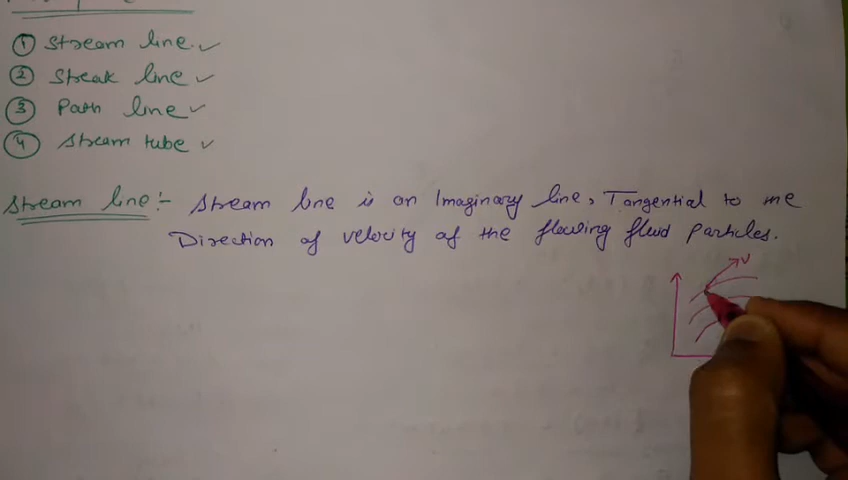 ① Stream line. ✓
② Streak line ✓
③ Path line ✓
④ Stream tube ✓
Stream line :- Stream line is an Imaginary line, Tangential to the
Direction of velocity of the flowing fluid particles.
V